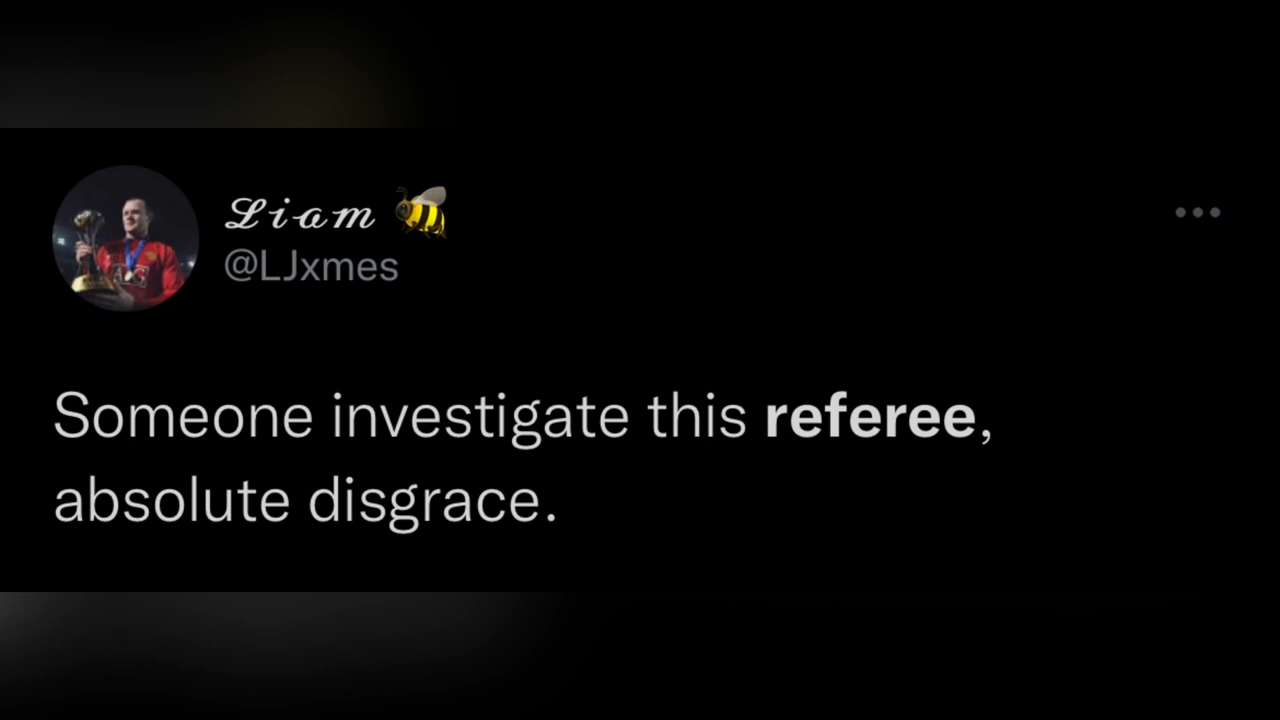 𝓛𝓲𝓪𝓶 🐝
@LJxmes
Someone investigate this referee,
absolute disgrace.